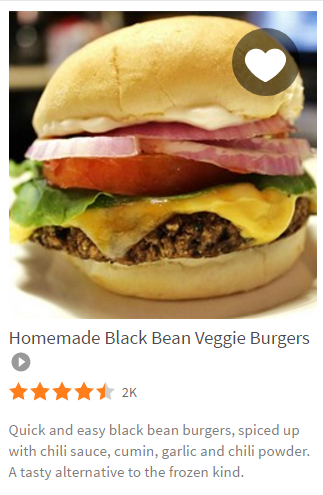 Homemade Black Bean Veggie Burgers
2K
Quick and easy black bean burgers, spiced up
with chili sauce, cumin, garlic and chili powder.
A tasty alternative to the frozen kind.